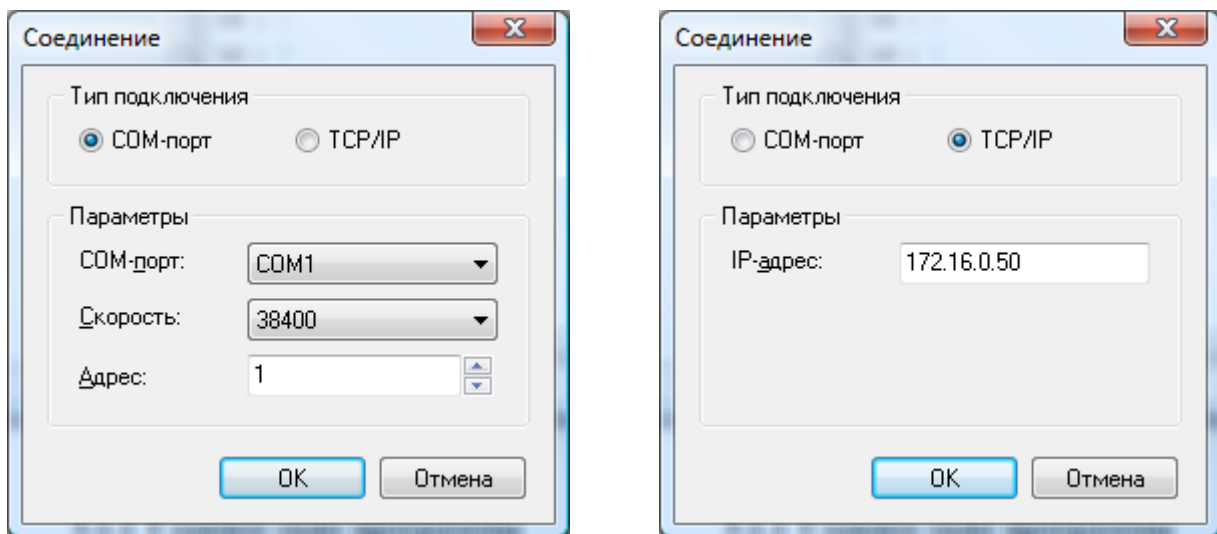 Соединение
Тип подключения
COM-порт TCP/IP
Параметры
COM-порт: COM1
Скорость: 38400
Адрес: 1
OK Отмена
Соединение
Тип подключения
COM-порт TCP/IP
Параметры
IP-адрес: 172.16.0.50
OK Отмена